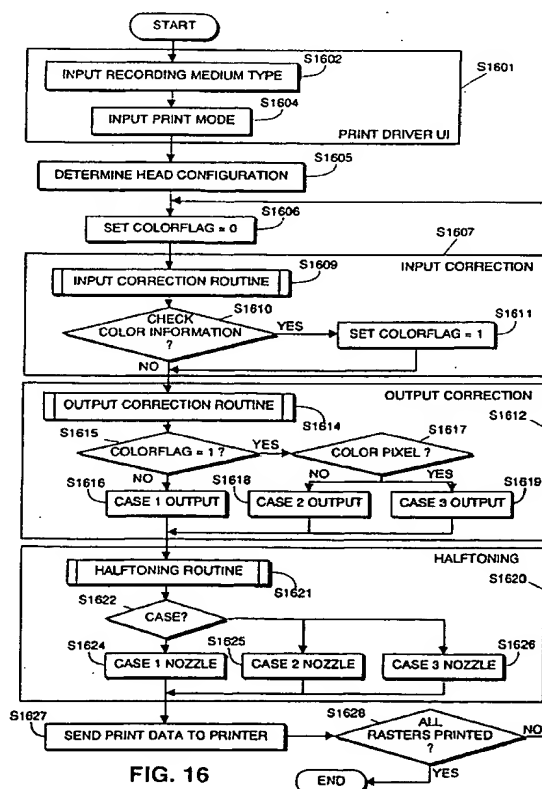 START
INPUT RECORDING MEDIUM TYPE
S1602
INPUT PRINT MODE
S1604
S1601
PRINT DRIVER UI
DETERMINE HEAD CONFIGURATION
S1605
SET COLORFLAG = 0
S1606
S1607
INPUT CORRECTION ROUTINE
S1609
INPUT CORRECTION
CHECK
COLOR INFORMATION
?
S1610
YES
SET COLORFLAG = 1
S1611
NO
OUTPUT CORRECTION
OUTPUT CORRECTION ROUTINE
S1614
S1612
S1615
COLORFLAG = 1 ?
YES
COLOR PIXEL ?
S1617
NO
NO
YES
S1616
CASE 1 OUTPUT
S1618
CASE 2 OUTPUT
CASE 3 OUTPUT
S1619
HALFTONING
HALFTONING ROUTINE
S1621
S1620
S1622
CASE?
S1624
CASE 1 NOZZLE
S1625
CASE 2 NOZZLE
CASE 3 NOZZLE
S1626
S1627
SEND PRINT DATA TO PRINTER
S1628
ALL
RASTERS PRINTED
?
NO
YES
END
FIG. 16